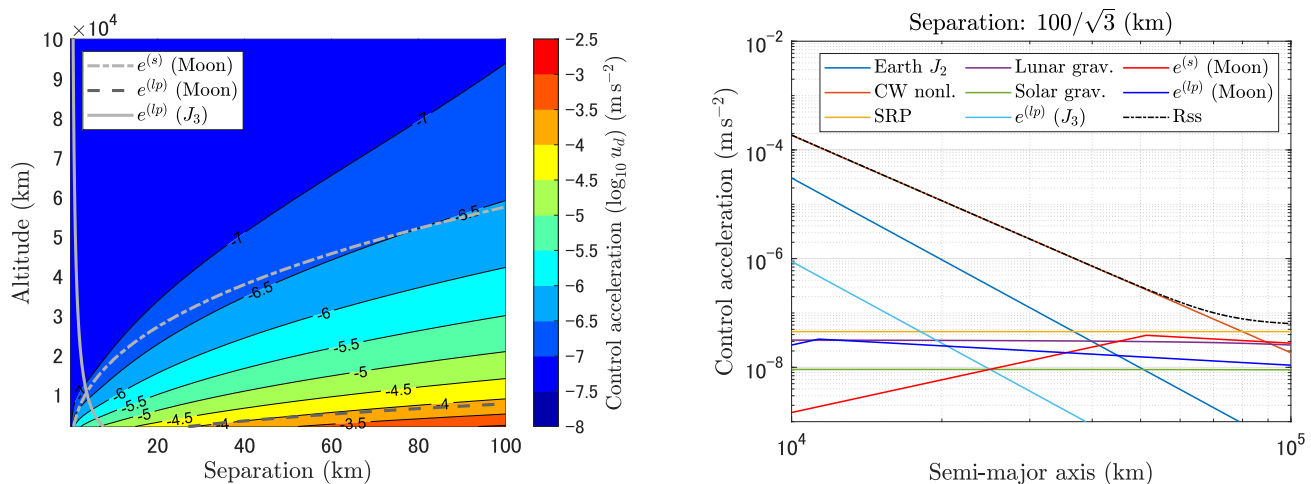 ×10⁴
10
9
8
7
6
5
4
3
2
1
Altitude (km)
e^(s) (Moon)
e^(lp) (Moon)
e^(lp) (J₃)
-7
-7
-5.5
-6.5
-6
-5.5
-5
-4.5
-4
-7
-6
-5.5
-5
-4.5
-4
-3.5
20
40
60
80
100
Separation (km)
-2.5
-3
-3.5
-4
-4.5
-5
-5.5
-6
-6.5
-7
-7.5
-8
Control acceleration (log₁₀ u_d) (m s⁻²)
Separation: 100/√3 (km)
10⁻²
10⁻⁴
10⁻⁶
10⁻⁸
Control acceleration (m s⁻²)
Earth J₂
Lunar grav.
e^(s) (Moon)
CW nonl.
Solar grav.
e^(lp) (Moon)
SRP
e^(lp) (J₃)
Rss
10⁴
10⁵
Semi-major axis (km)